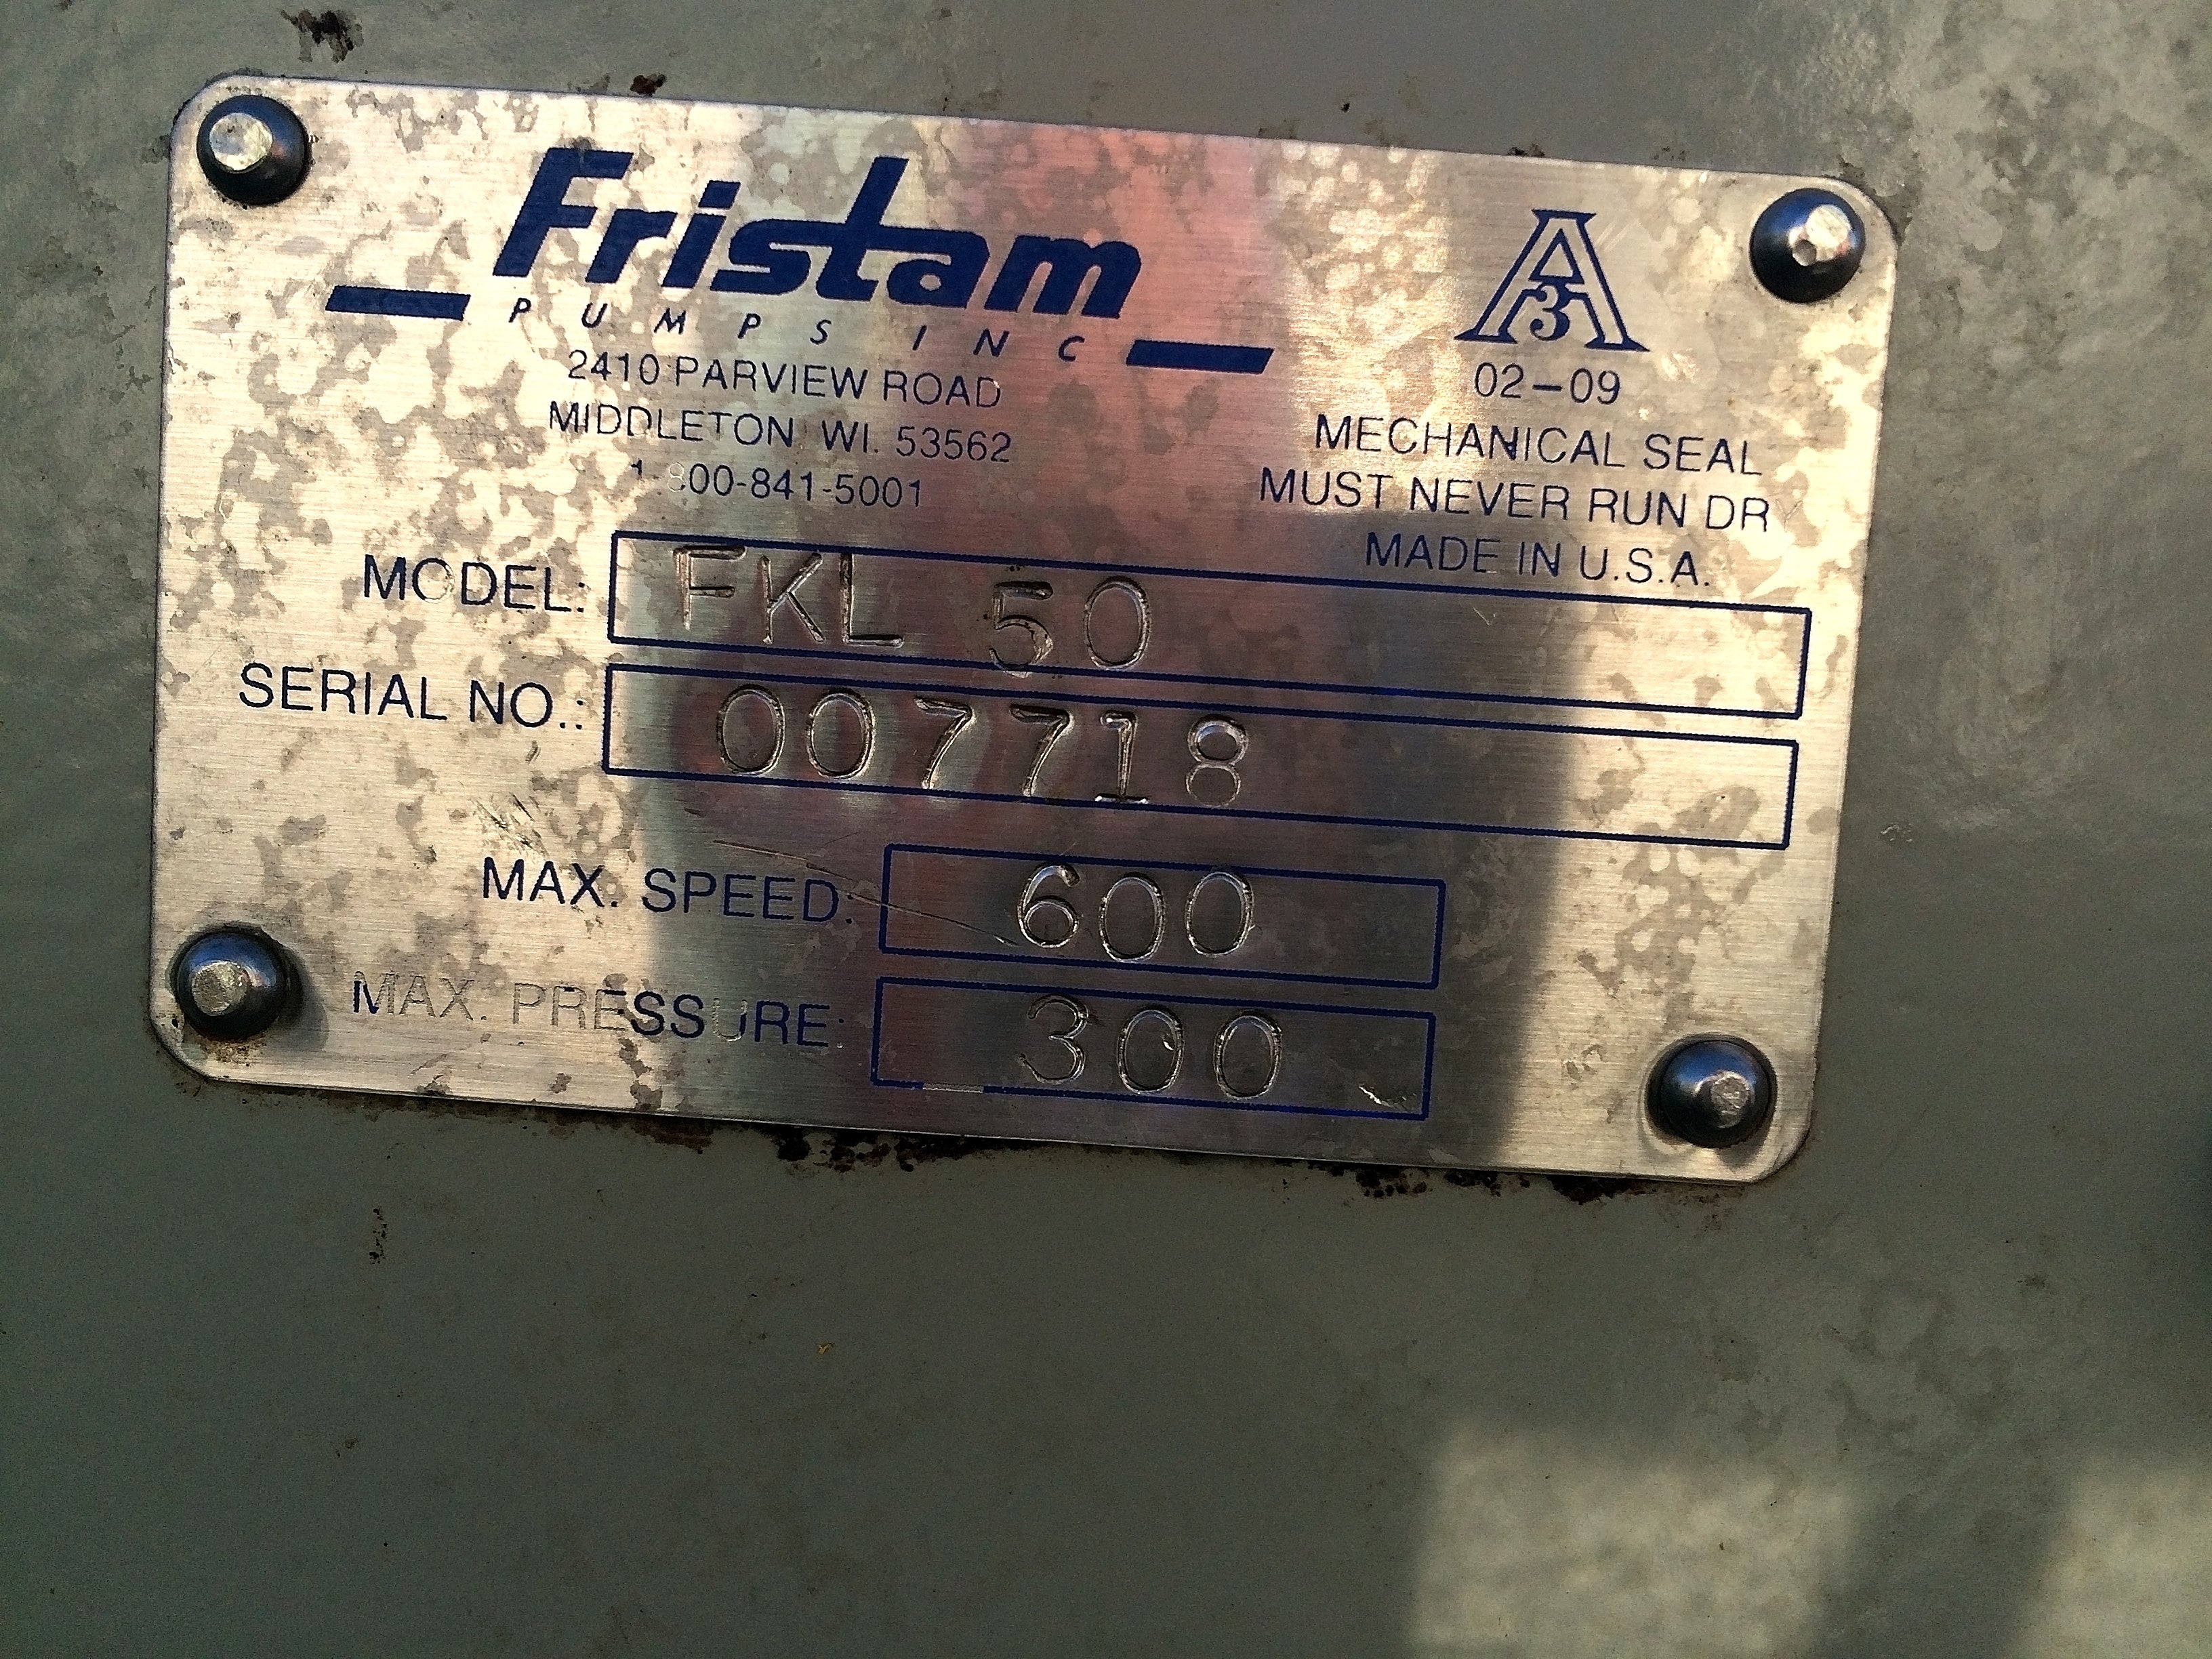 Fristam
PUMPS INC
2410 PARVIEW ROAD
MIDDLETON, WI. 53562
1-800-841-5001
A3
02-09
MECHANICAL SEAL
MUST NEVER RUN DRY
MADE IN U.S.A.
MODEL: FKL 50
SERIAL NO.: 007718
MAX. SPEED: 600
MAX. PRESSURE: 300